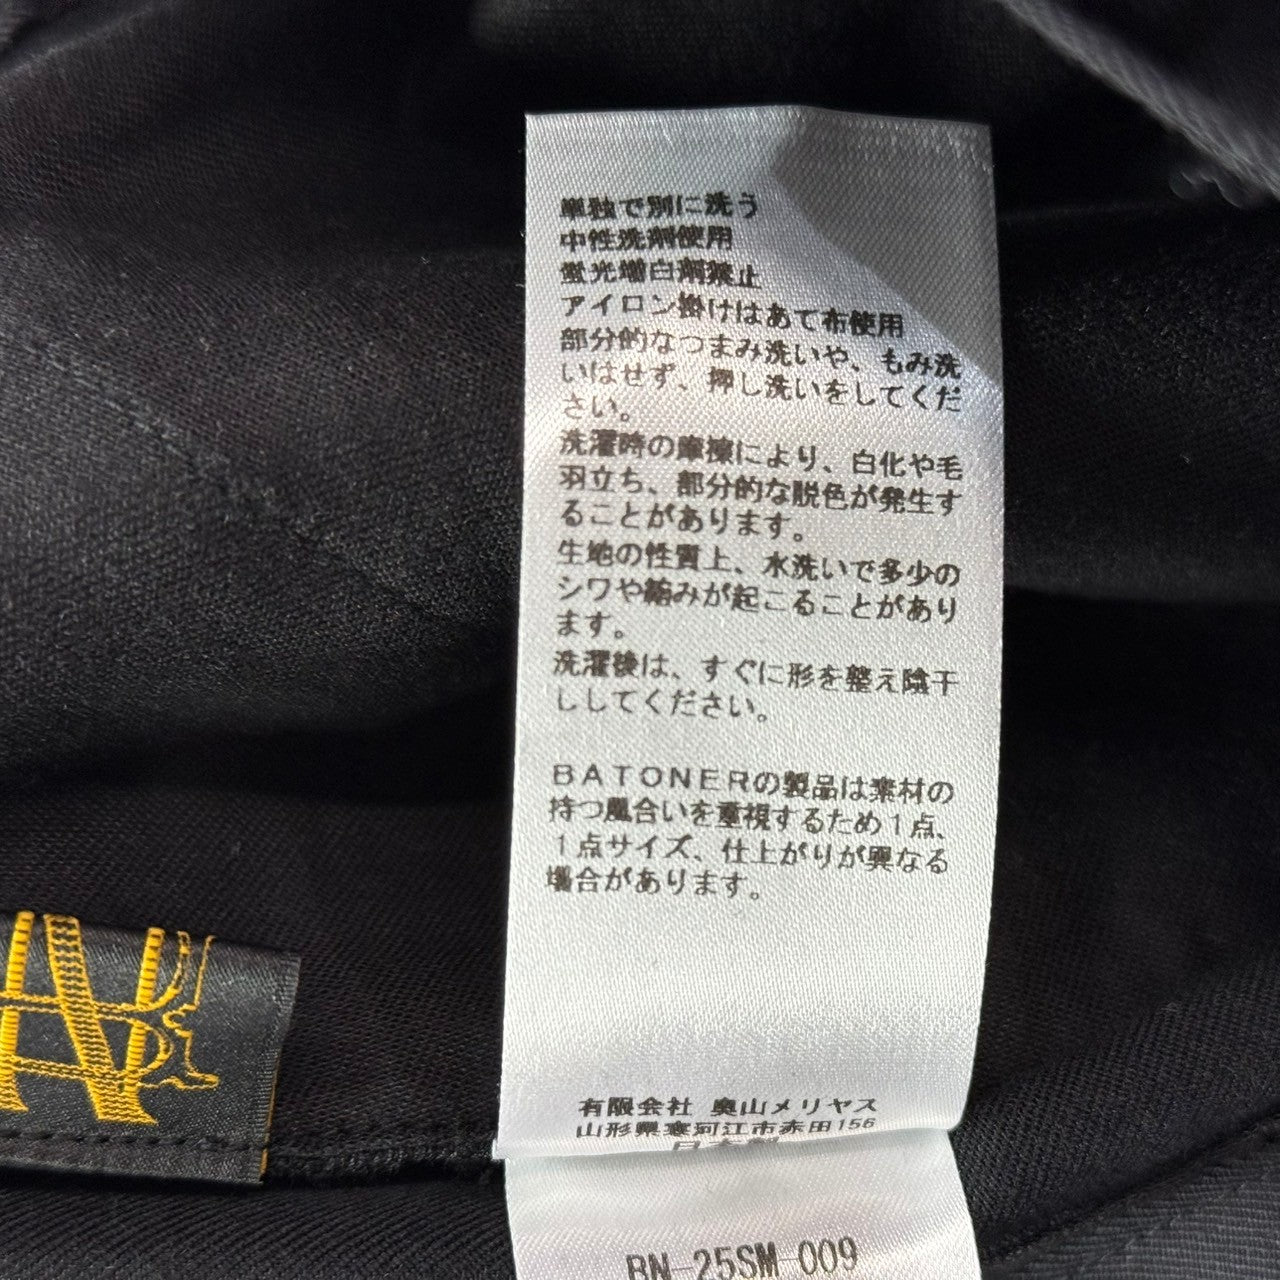 単独で別に洗う
中性洗剤使用
蛍光増白剤禁止
アイロン掛けはあて布使用
部分的なつまみ洗いや、もみ洗
いはせず、押し洗いをしてくだ
さい。
洗濯時の摩擦により、白化や毛
羽立ち、部分的な脱色が発生す
ることがあります。
生地の性質上、水洗いで多少の
シワや縮みが起こることがあり
ます。
洗濯後は、すぐに形を整え陰干
ししてください。
BATONERの製品は素材の
持つ風合いを重視するため1点、
1点サイズ、仕上がりが異なる
場合があります。
有限会社 奥山メリヤス
山形県寒河江市赤田156
日本製
BN-25SM-009